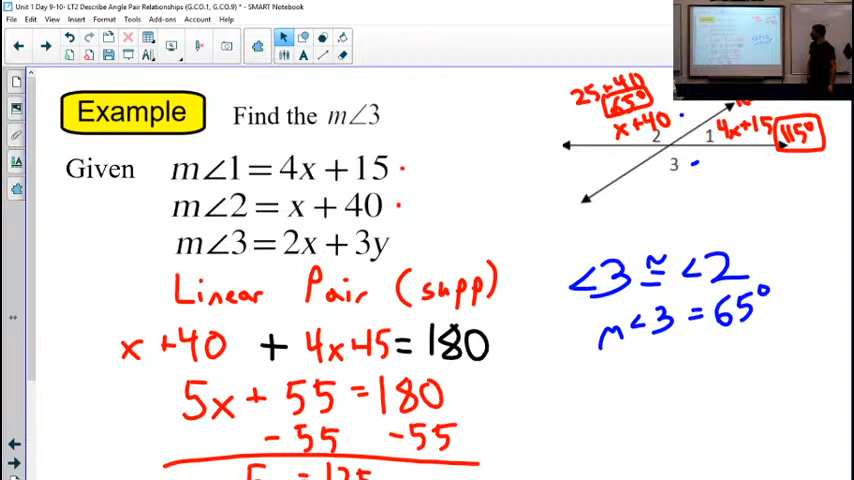 Unit 1 Day 9-10- LT2 Describe Angle Pair Relationships (G.CO.1, G.CO.9) * - SMART Notebook
File Edit View Insert Format Tools Add-ons Account Help
Example Find the m∠3
Given m∠1 = 4x + 15
m∠2 = x + 40
m∠3 = 2x + 3y
Linear Pair (supp)
x + 40 + 4x + 15 = 180
5x + 55 = 180
- 55 - 55
25 + 40
65°
x + 40
4x + 15 115°
2 1
3
∠3 ≅ ∠2
m∠3 = 65°